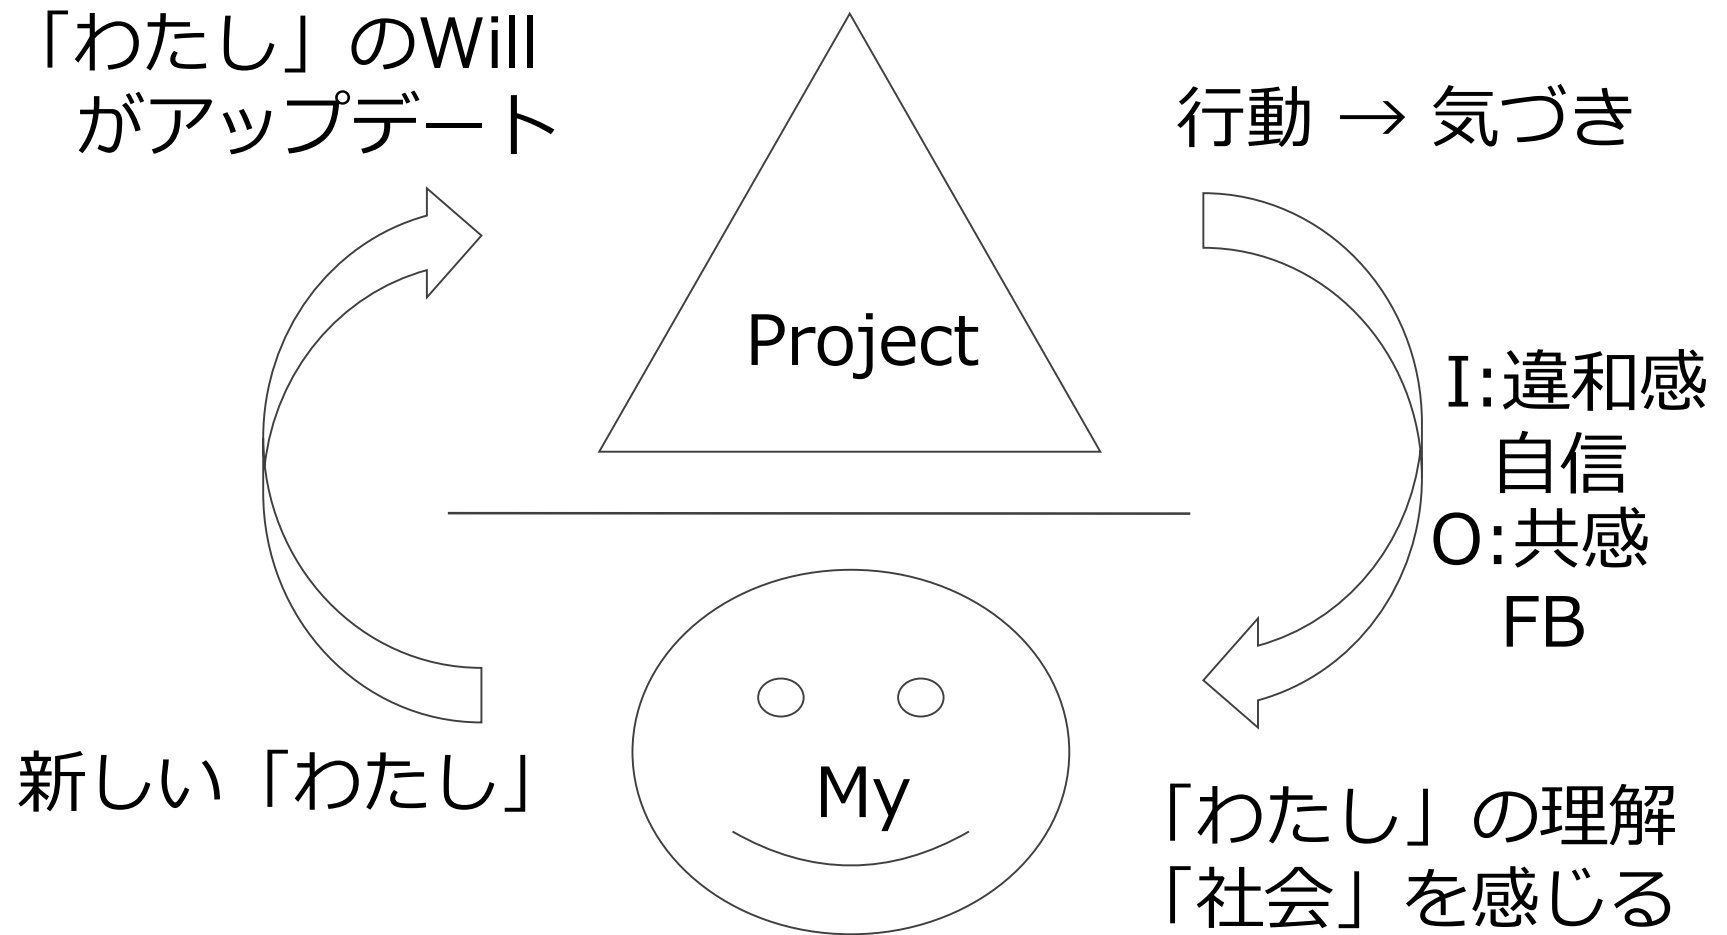 「わたし」のWill
がアップデート
行動 → 気づき
Project
I:違和感
自信
O:共感
FB
My
新しい「わたし」
「わたし」の理解
「社会」を感じる